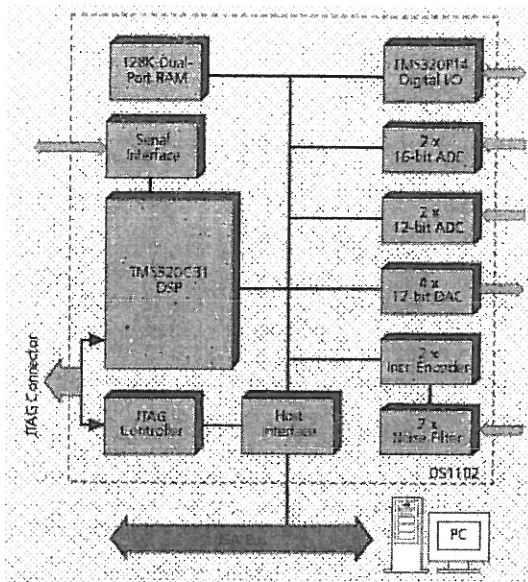 128K-Dual-
Port RAM
TMS320P14
Digital I/O
Serial
Interface
2 x
16-bit ADC
2 x
12-bit ADC
TMS320C31
DSP
4 x
12-bit DAC
JTAG Connector
2 x
Incr. Encoder
JTAG
Controller
Host
Interface
2 x
Noise Filter
DS1102
PC